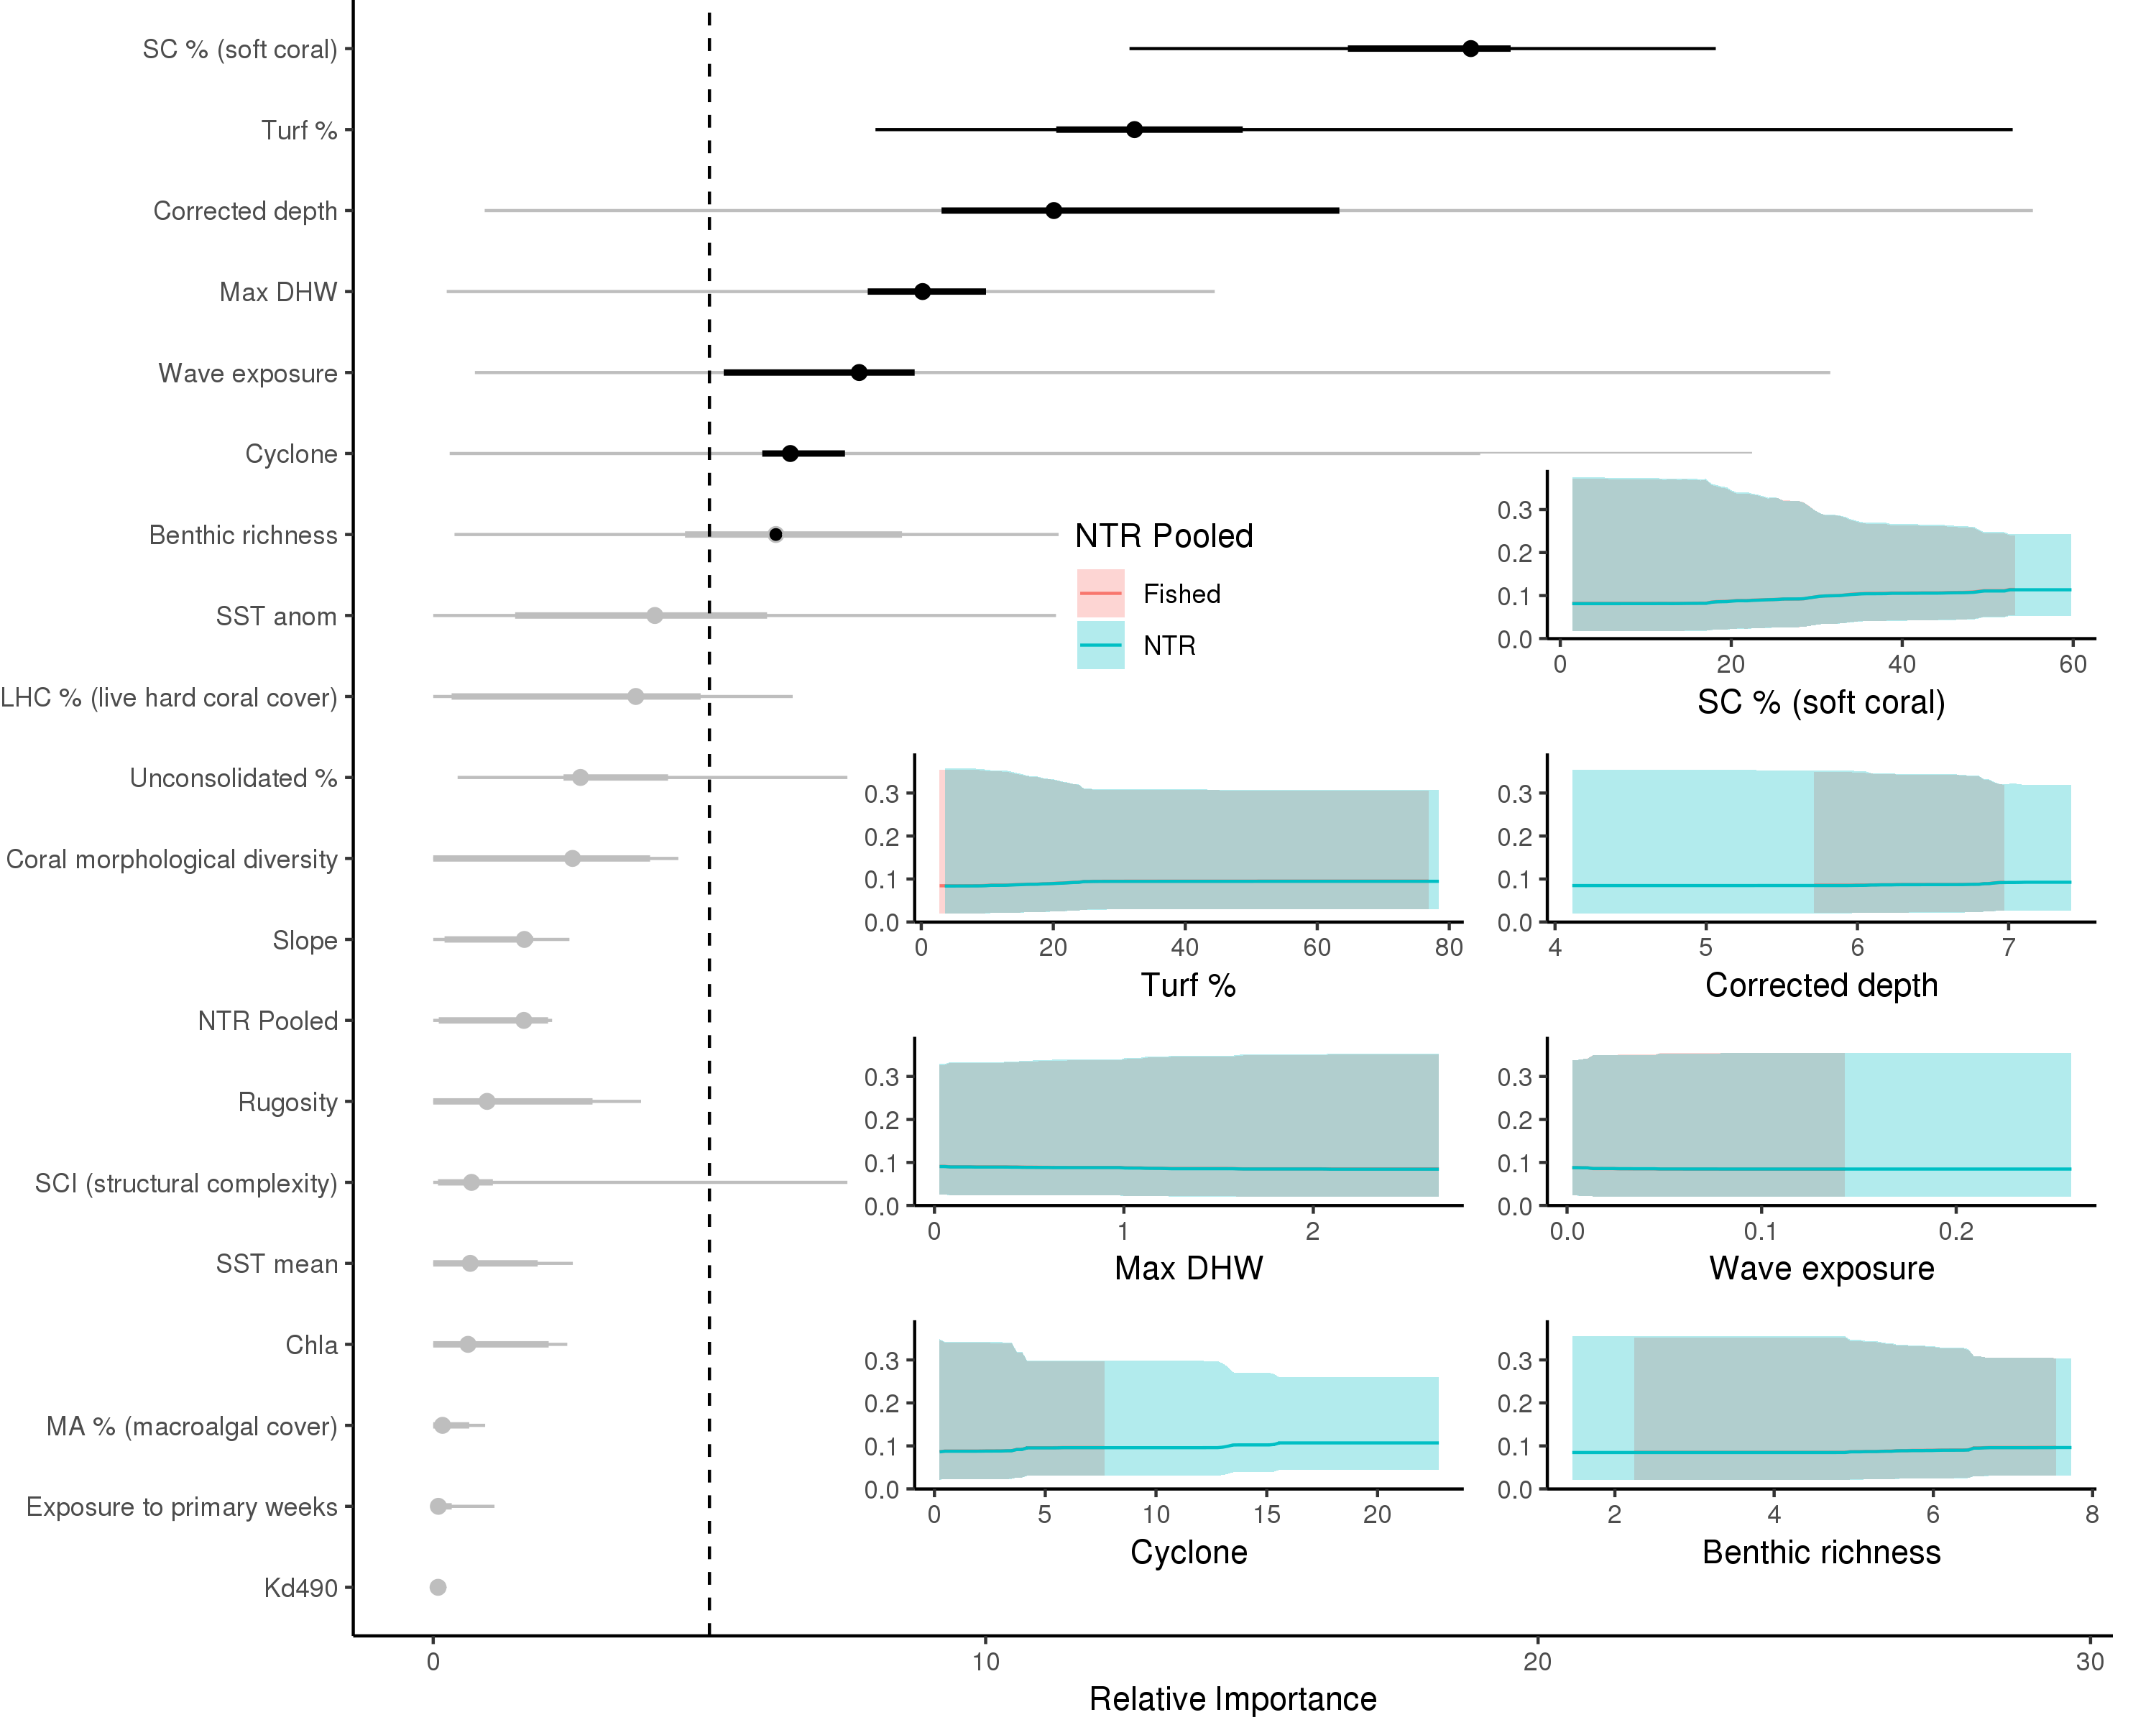 SC % (soft coral)
Turf %
Corrected depth
Max DHW
Wave exposure
Cyclone
Benthic richness
SST anom
LHC % (live hard coral cover)
Unconsolidated %
Coral morphological diversity
Slope
NTR Pooled
Rugosity
SCI (structural complexity)
SST mean
Chla
MA % (macroalgal cover)
Exposure to primary weeks
Kd490
0 10 20 30
Relative Importance
NTR Pooled
Fished
NTR
0.3
0.2
0.1
0.0
0 20 40 60
SC % (soft coral)
0.3
0.2
0.1
0.0
0 20 40 60 80
Turf %
0.3
0.2
0.1
0.0
4 5 6 7
Corrected depth
0.3
0.2
0.1
0.0
0 1 2
Max DHW
0.3
0.2
0.1
0.0
0.0 0.1 0.2
Wave exposure
0.3
0.2
0.1
0.0
0 5 10 15 20
Cyclone
0.3
0.2
0.1
0.0
2 4 6 8
Benthic richness